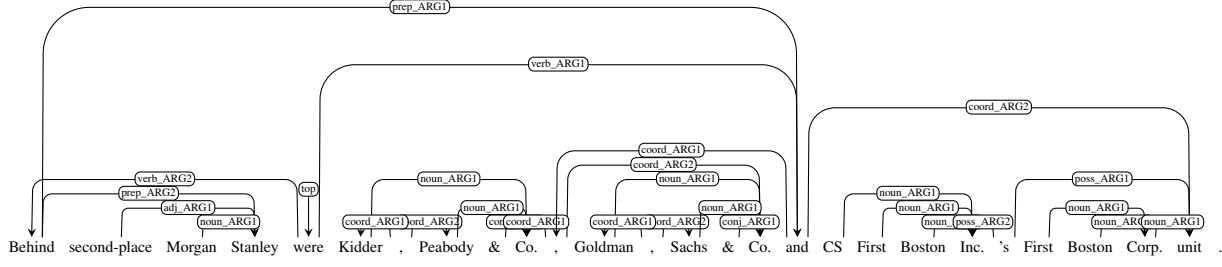 prep_ARG1
verb_ARG1
coord_ARG2
coord_ARG1
coord_ARG2
verb_ARG2 top noun_ARG1 noun_ARG1 poss_ARG1
prep_ARG2 noun_ARG1
adj_ARG1 noun_ARG1 noun_ARG1 noun_ARG1 noun_ARG1
noun_ARG1 coord_ARG1 coord_ARG1 coord_ARG1 conj_ARG1 poss_ARG2 noun_ARG1
Behind second-place Morgan Stanley were Kidder , Peabody & Co. , Goldman , Sachs & Co. and CS First Boston Inc. 's First Boston Corp. unit .